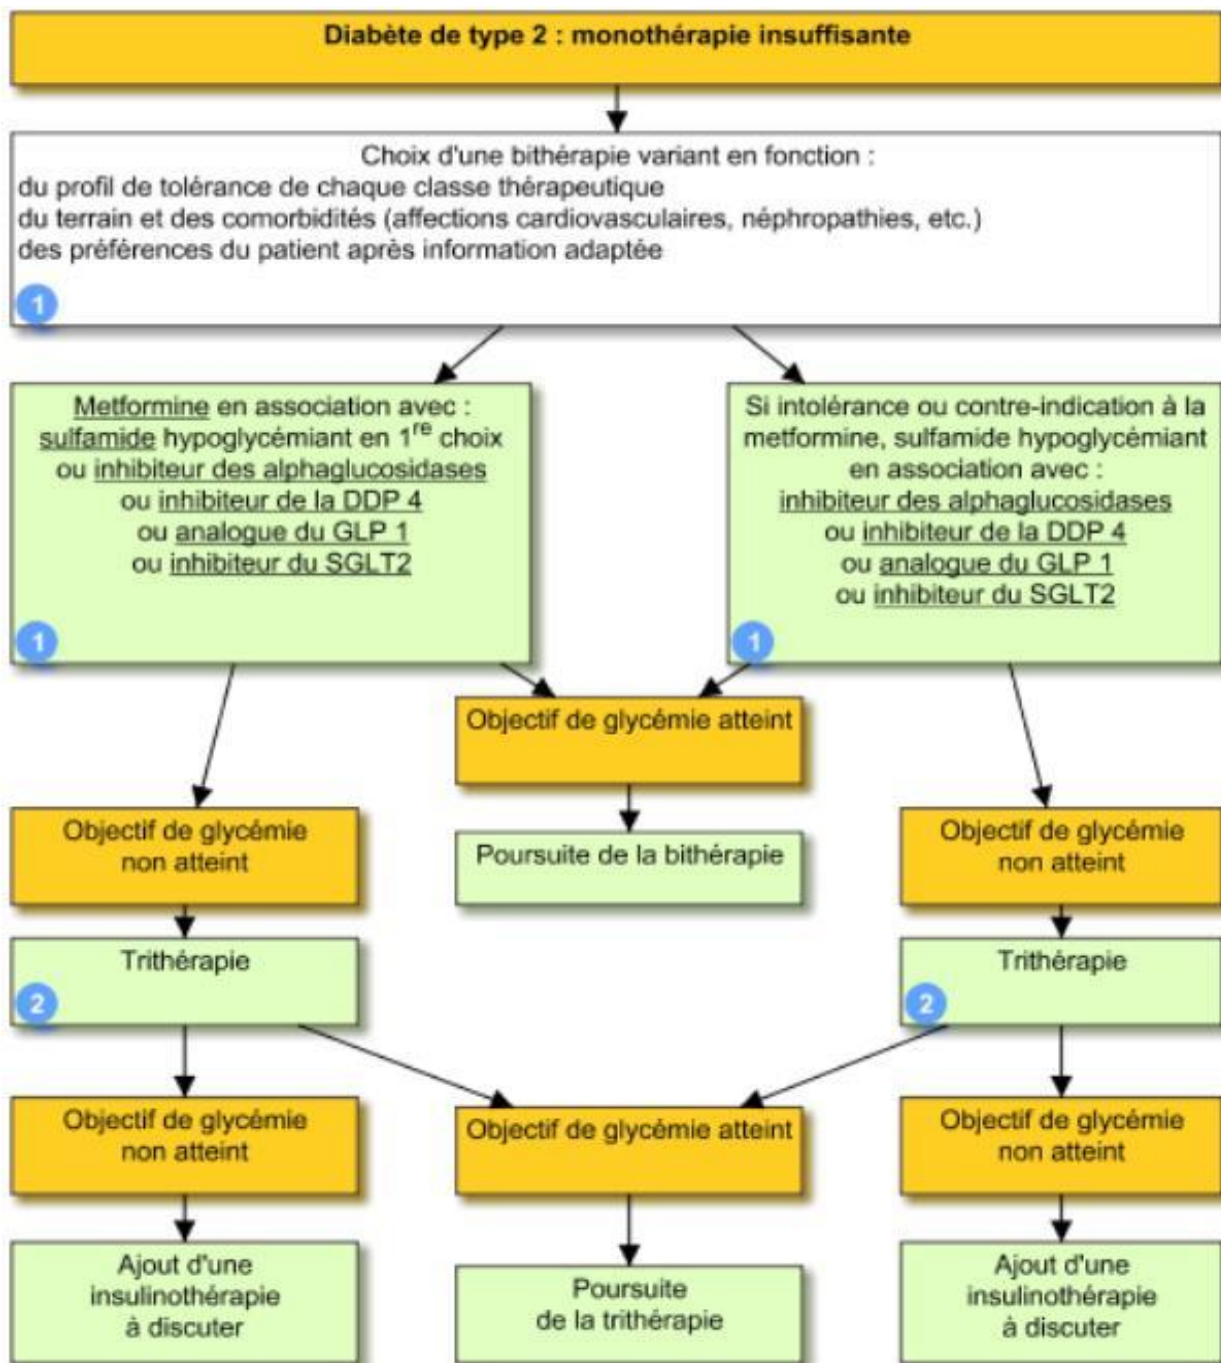 Diabète de type 2 : monothérapie insuffisante
Choix d'une bithérapie variant en fonction :
du profil de tolérance de chaque classe thérapeutique
du terrain et des comorbidités (affections cardiovasculaires, néphropathies, etc.)
des préférences du patient après information adaptée
1
Metformine en association avec :
sulfamide hypoglycémiant en 1re choix
ou inhibiteur des alphaglucosidases
ou inhibiteur de la DDP 4
ou analogue du GLP 1
ou inhibiteur du SGLT2
1
Si intolérance ou contre-indication à la
metformine, sulfamide hypoglycémiant
en association avec :
inhibiteur des alphaglucosidases
ou inhibiteur de la DDP 4
ou analogue du GLP 1
ou inhibiteur du SGLT2
1
Objectif de glycémie atteint
Poursuite de la bithérapie
Objectif de glycémie
non atteint
Objectif de glycémie
non atteint
Trithérapie
2
Trithérapie
2
Objectif de glycémie
non atteint
Objectif de glycémie atteint
Objectif de glycémie
non atteint
Ajout d'une
insulinothérapie
à discuter
Poursuite
de la trithérapie
Ajout d'une
insulinothérapie
à discuter